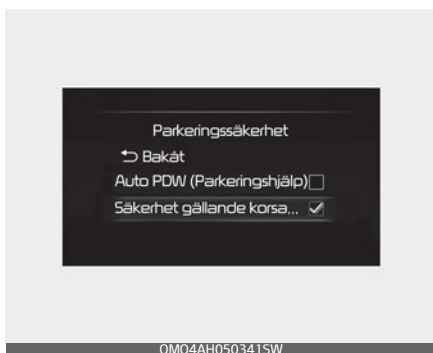 Parkeringssäkerhet
Bakåt
Auto PDW (Parkeringshjälp)
Säkerhet gällande korsa...
OMQ4AH050341SW